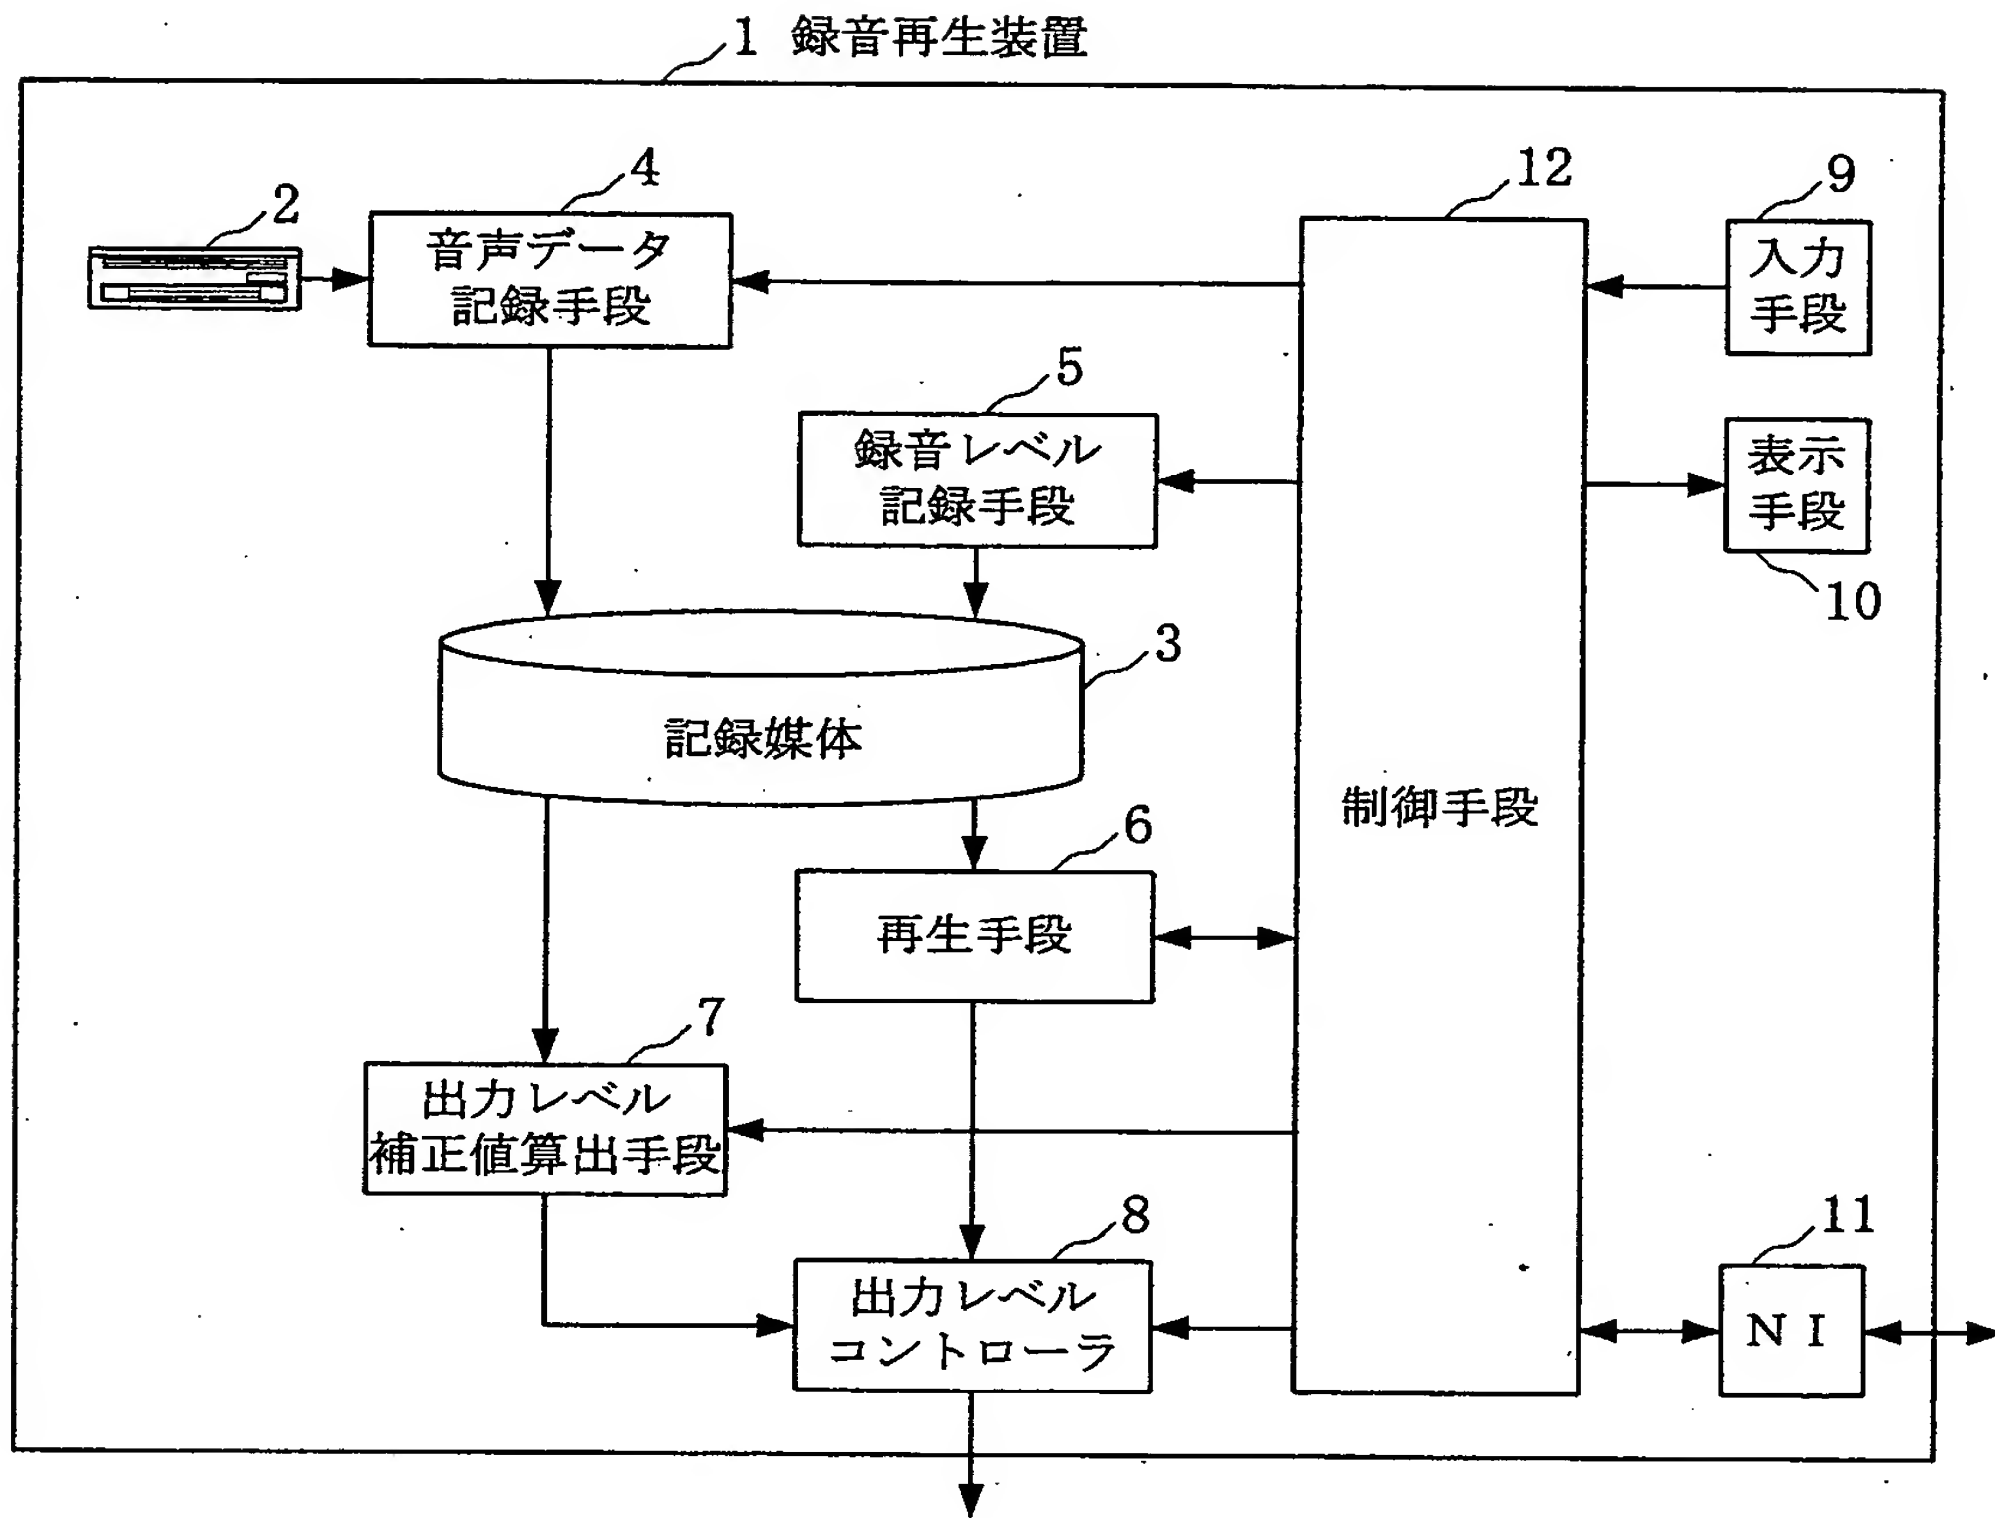 1 録音再生装置
2
4
音声データ
記録手段
12
9
入力
手段
5
録音レベル
記録手段
表示
手段
10
3
記録媒体
制御手段
6
再生手段
7
出力レベル
補正値算出手段
8
出力レベル
コントローラ
11
NI